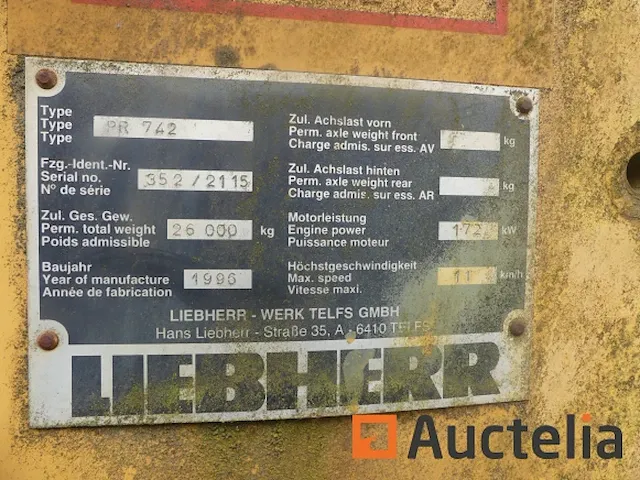 Type
Type
Type
PR 742
Fzg.-Ident.-Nr.
Serial no.
N° de série
352/2115
Zul. Ges. Gew.
Perm. total weight
Poids admissible
26 000 kg
Baujahr
Year of manufacture
Année de fabrication
1996
Zul. Achslast vorn
Perm. axle weight front
Charge admis. sur ess. AV
kg
Zul. Achslast hinten
Perm. axle weight rear
Charge admis. sur ess. AR
kg
Motorleistung
Engine power
Puissance moteur
172 kW
Höchstgeschwindigkeit
Max. speed
Vitesse maxi.
11 km/h
LIEBHERR - WERK TELFS GMBH
Hans Liebherr - Straße 35, A - 6410 TELFS
LIEBHERR
Auctelia